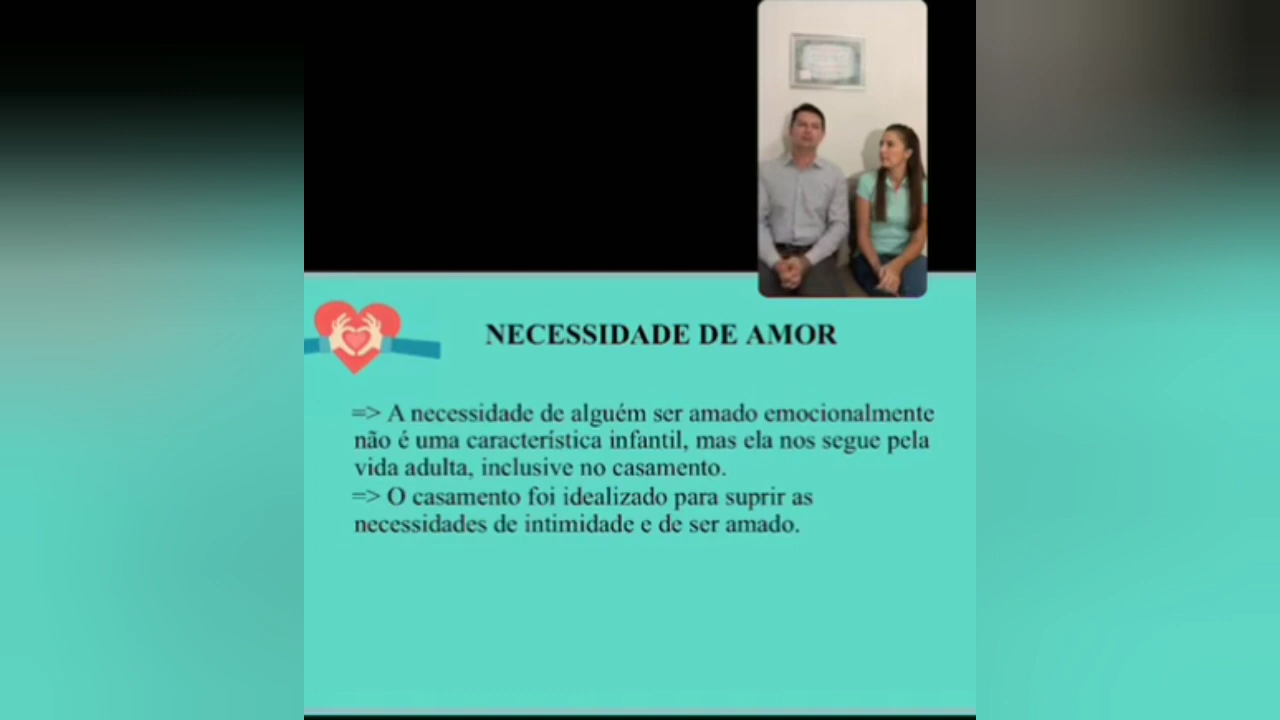 NECESSIDADE DE AMOR
=> A necessidade de alguém ser amado emocionalmente
não é uma característica infantil, mas ela nos segue pela
vida adulta, inclusive no casamento.
=> O casamento foi idealizado para suprir as
necessidades de intimidade e de ser amado.